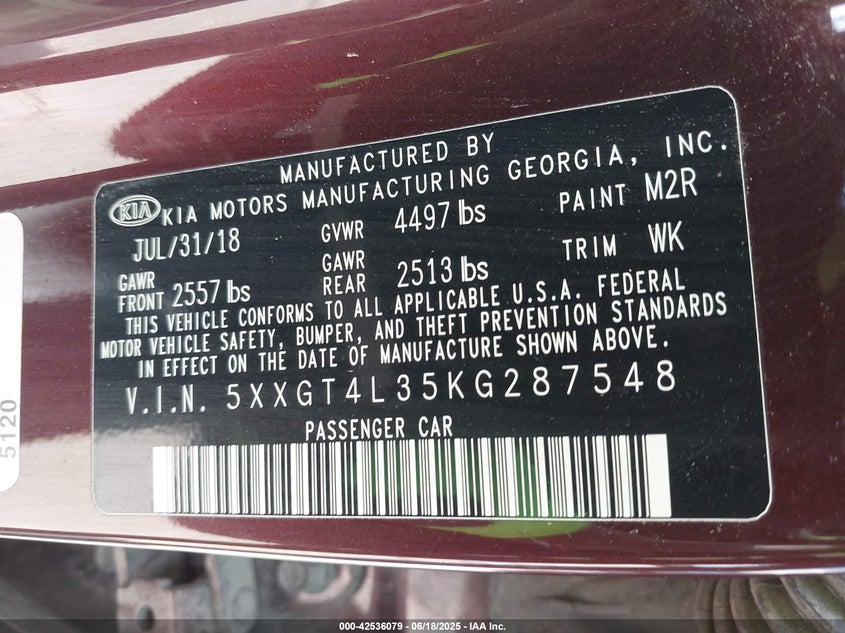 MANUFACTURED BY
KIA KIA MOTORS MANUFACTURING GEORGIA, INC.
JUL/31/18 GVWR 4497 lbs PAINT M2R
GAWR FRONT 2557 lbs GAWR REAR 2513 lbs TRIM WK
THIS VEHICLE CONFORMS TO ALL APPLICABLE U.S.A. FEDERAL
MOTOR VEHICLE SAFETY, BUMPER, AND THEFT PREVENTION STANDARDS
IN EFFECT ON THE DATE OF MANUFACTURE SHOWN ABOVE.
V.I.N. 5XXGT4L35KG287548
PASSENGER CAR
5120
000-42536079 - 06/18/2025 - IAA Inc.